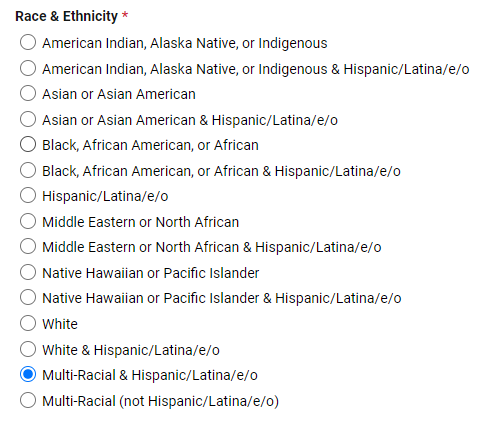 Race & Ethnicity *
American Indian, Alaska Native, or Indigenous
American Indian, Alaska Native, or Indigenous & Hispanic/Latina/e/o
Asian or Asian American
Asian or Asian American & Hispanic/Latina/e/o
Black, African American, or African
Black, African American, or African & Hispanic/Latina/e/o
Hispanic/Latina/e/o
Middle Eastern or North African
Middle Eastern or North African & Hispanic/Latina/e/o
Native Hawaiian or Pacific Islander
Native Hawaiian or Pacific Islander & Hispanic/Latina/e/o
White
White & Hispanic/Latina/e/o
Multi-Racial & Hispanic/Latina/e/o
Multi-Racial (not Hispanic/Latina/e/o)